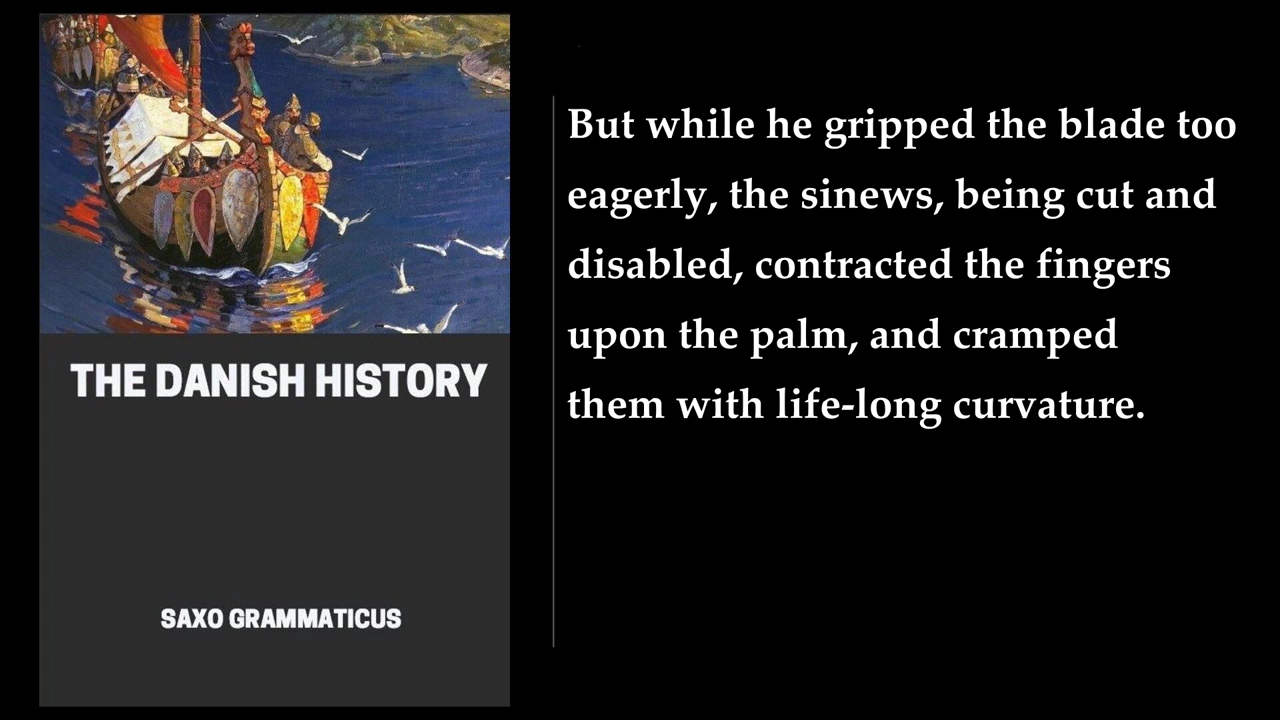 THE DANISH HISTORY
SAXO GRAMMATICUS
But while he gripped the blade too
eagerly, the sinews, being cut and
disabled, contracted the fingers
upon the palm, and cramped
them with life-long curvature.